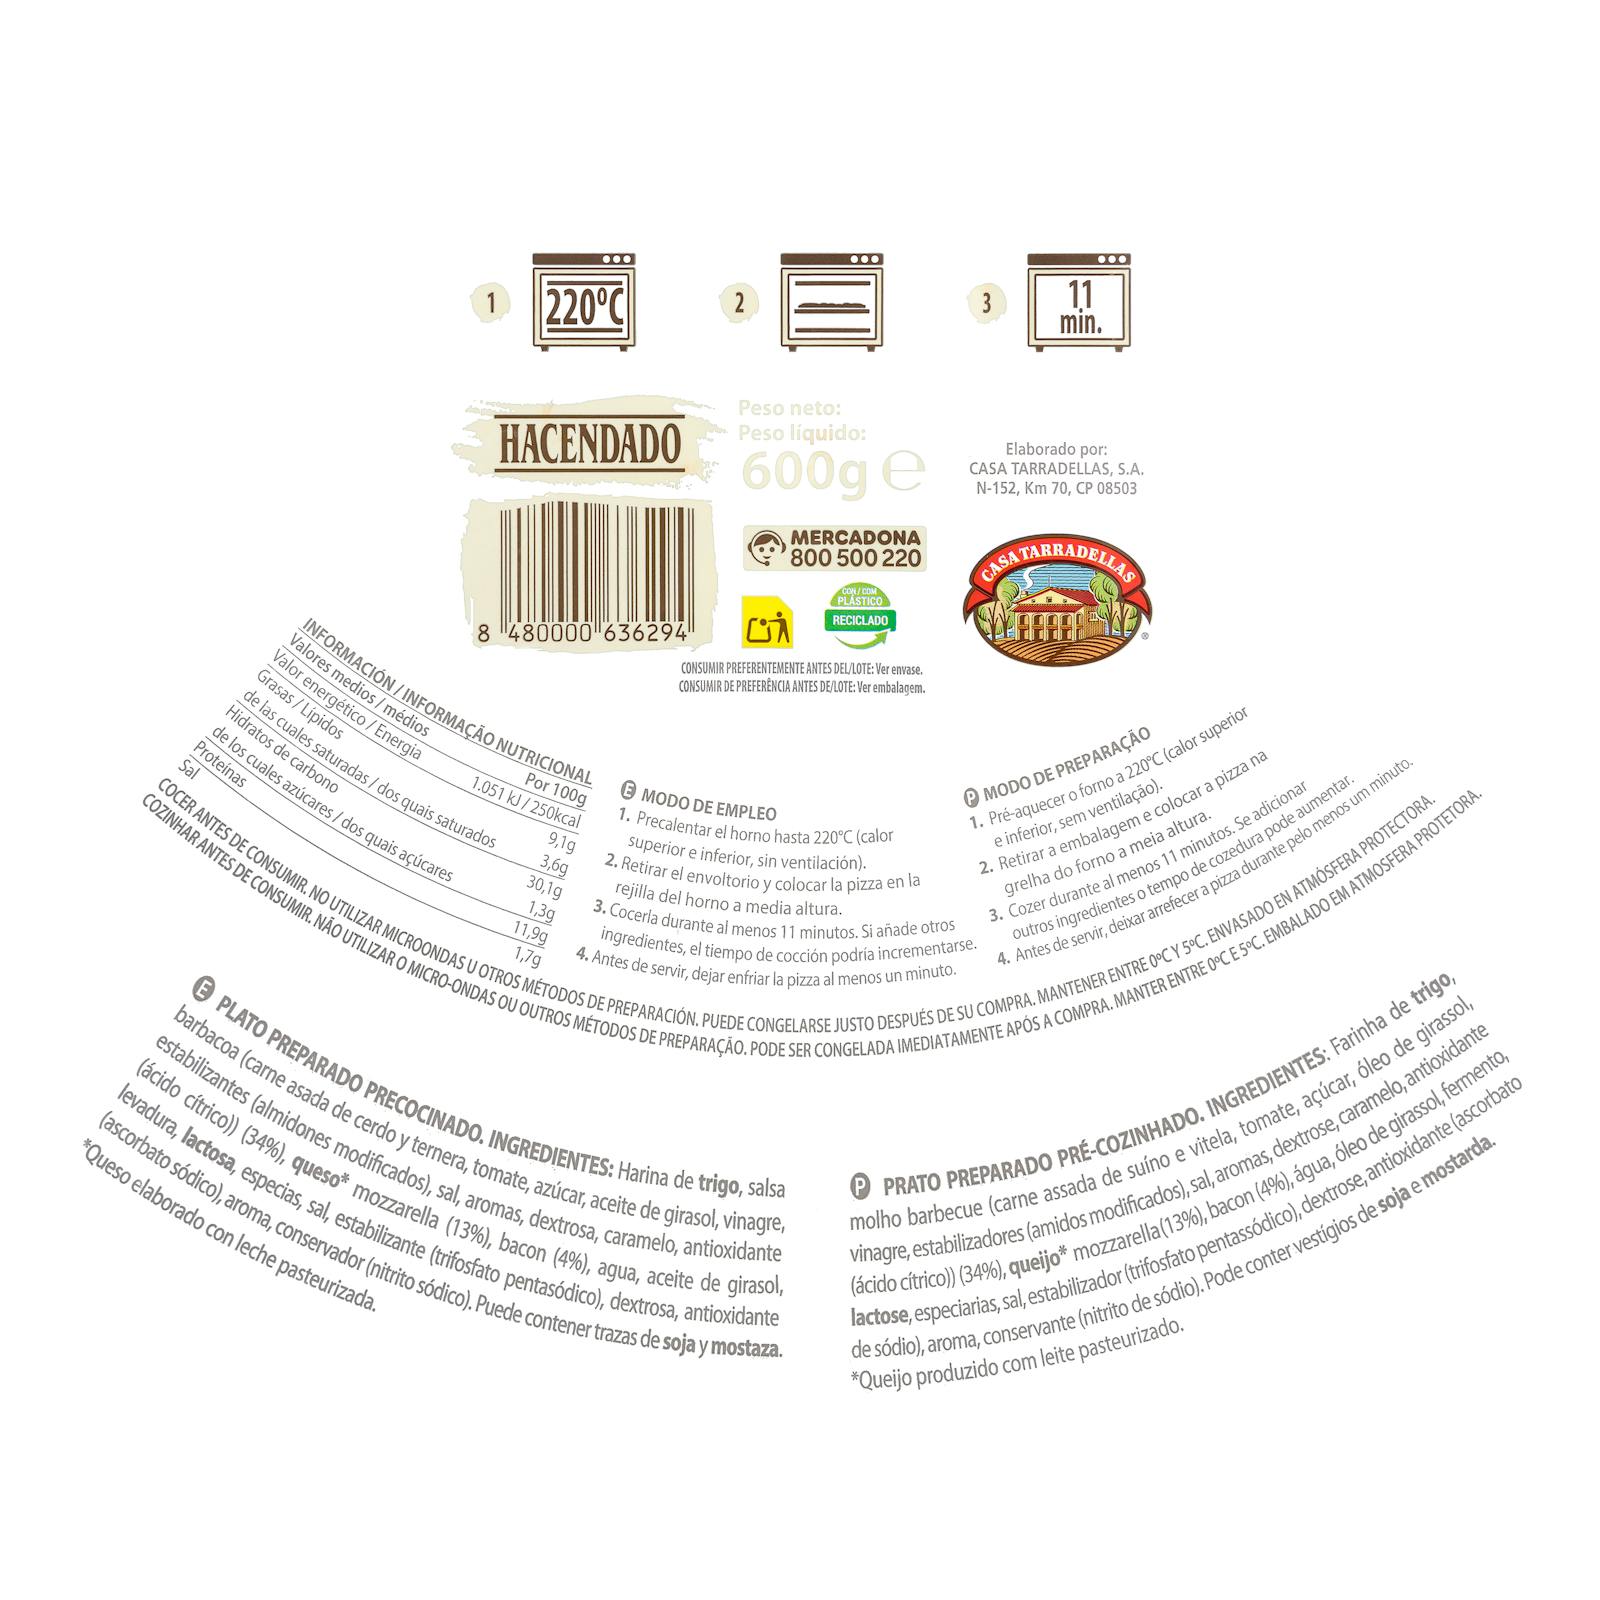 1
220ºC
2
3
11
min.
HACENDADO
8 480000 636294
Peso neto:
Peso líquido:
600g ℮
MERCADONA
800 500 220
CON / COM
PLÁSTICO
RECICLADO
Elaborado por:
CASA TARRADELLAS, S.A.
N-152, Km 70, CP 08503
CASA TARRADELLAS
®
CONSUMIR PREFERENTEMENTE ANTES DEL/LOTE: Ver envase.
CONSUMIR DE PREFERÊNCIA ANTES DE/LOTE: Ver embalagem.
INFORMACIÓN / INFORMAÇÃO NUTRICIONAL
Valores medios / médios Por 100g
Valor energético / Energia 1.051 kJ / 250kcal
Grasas / Lípidos 9,1g
de las cuales saturadas / dos quais saturados 3,6g
Hidratos de carbono 30,1g
de los cuales azúcares / dos quais açúcares 1,3g
Proteínas 11,9g
Sal 1,7g
E MODO DE EMPLEO
1. Precalentar el horno hasta 220°C (calor
superior e inferior, sin ventilación).
2. Retirar el envoltorio y colocar la pizza en la
rejilla del horno a media altura.
3. Cocerla durante al menos 11 minutos. Si añade otros
ingredientes, el tiempo de cocción podría incrementarse.
4. Antes de servir, dejar enfriar la pizza al menos un minuto.
P MODO DE PREPARAÇÃO
1. Pré-aquecer o forno a 220°C (calor superior
e inferior, sem ventilação).
2. Retirar a embalagem e colocar a pizza na
grelha do forno a meia altura.
3. Cozer durante al menos 11 minutos. Se adicionar
outros ingredientes o tempo de cozedura pode aumentar.
4. Antes de servir, deixar arrefecer a pizza durante pelo menos um minuto.
COCER ANTES DE CONSUMIR. NO UTILIZAR MICROONDAS U OTROS MÉTODOS DE PREPARACIÓN. PUEDE CONGELARSE JUSTO DESPUÉS DE SU COMPRA. MANTENER ENTRE 0ºC Y 5ºC. ENVASADO EN ATMÓSFERA PROTECTORA.
COZINHAR ANTES DE CONSUMIR. NÃO UTILIZAR O MICRO-ONDAS OU OUTROS MÉTODOS DE PREPARAÇÃO. PODE SER CONGELADA IMEDIATAMENTE APÓS A COMPRA. MANTER ENTRE 0ºC E 5ºC. EMBALADO EM ATMOSFERA PROTETORA.
E PLATO PREPARADO PRECOCINADO. INGREDIENTES: Harina de trigo, salsa
barbacoa (carne asada de cerdo y ternera, tomate, azúcar, aceite de girasol, vinagre,
estabilizantes (almidones modificados), sal, aromas, dextrosa, caramelo, antioxidante
(ácido cítrico)) (34%), queso* mozzarella (13%), bacon (4%), agua, aceite de girasol,
levadura, lactosa, especias, sal, estabilizante (trifosfato pentasódico), dextrosa, antioxidante
(ascorbato sódico), aroma, conservador (nitrito sódico). Puede contener trazas de soja y mostaza.
*Queso elaborado con leche pasteurizada.
P PRATO PREPARADO PRÉ-COZINHADO. INGREDIENTES: Farinha de trigo,
molho barbecue (carne assada de suíno e vitela, tomate, açúcar, óleo de girassol,
vinagre, estabilizadores (amidos modificados), sal, aromas, dextrose, caramelo, antioxidante
(ácido cítrico)) (34%), queijo* mozzarella (13%), bacon (4%), água, óleo de girassol, fermento,
lactose, especiarias, sal, estabilizador (trifosfato pentassódico), dextrose, antioxidante (ascorbato
de sódio), aroma, conservante (nitrito de sódio). Pode conter vestígios de soja e mostarda.
*Queijo produzido com leite pasteurizado.